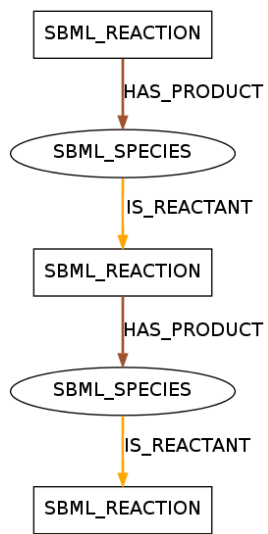 SBML_REACTION
HAS_PRODUCT
SBML_SPECIES
IS_REACTANT
SBML_REACTION
HAS_PRODUCT
SBML_SPECIES
IS_REACTANT
SBML_REACTION